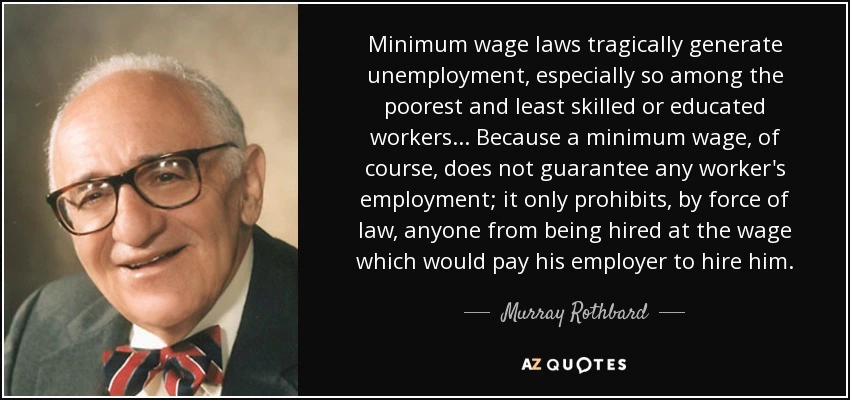 Minimum wage laws tragically generate
unemployment, especially so among the
poorest and least skilled or educated
workers... Because a minimum wage, of
course, does not guarantee any worker's
employment; it only prohibits, by force of
law, anyone from being hired at the wage
which would pay his employer to hire him.
Murray Rothbard
AZ QUOTES